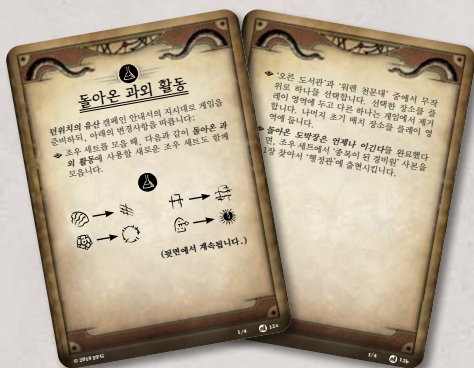 돌아온 과외 활동
던위치의 유산 캠페인 안내서의 지시대로 게임을
준비하되, 아래의 변경사항을 따릅니다:
조우 세트를 모을 때, 다음과 같이 돌아온 과
외 활동에 사용할 새로운 조우 세트도 함께
모읍니다.
(뒷면에서 계속됩니다.)
© 2018 FFG
1/4
12a
'오른 도서관'과 '워렌 천문대' 중에서 무작
위로 하나를 선택합니다. 선택한 장소를 플
레이 영역에 두고 다른 하나는 게임에서 제거
합니다. 나머지 초기 배치 장소를 플레이 영
역에 둡니다.
돌아온 도박장은 언제나 이긴다를 완료했다
면, 조우 세트에서 '중독이 된 경비원' 사본을
1장 찾아서 '행정관'에 출현시킵니다.
1/4
12b